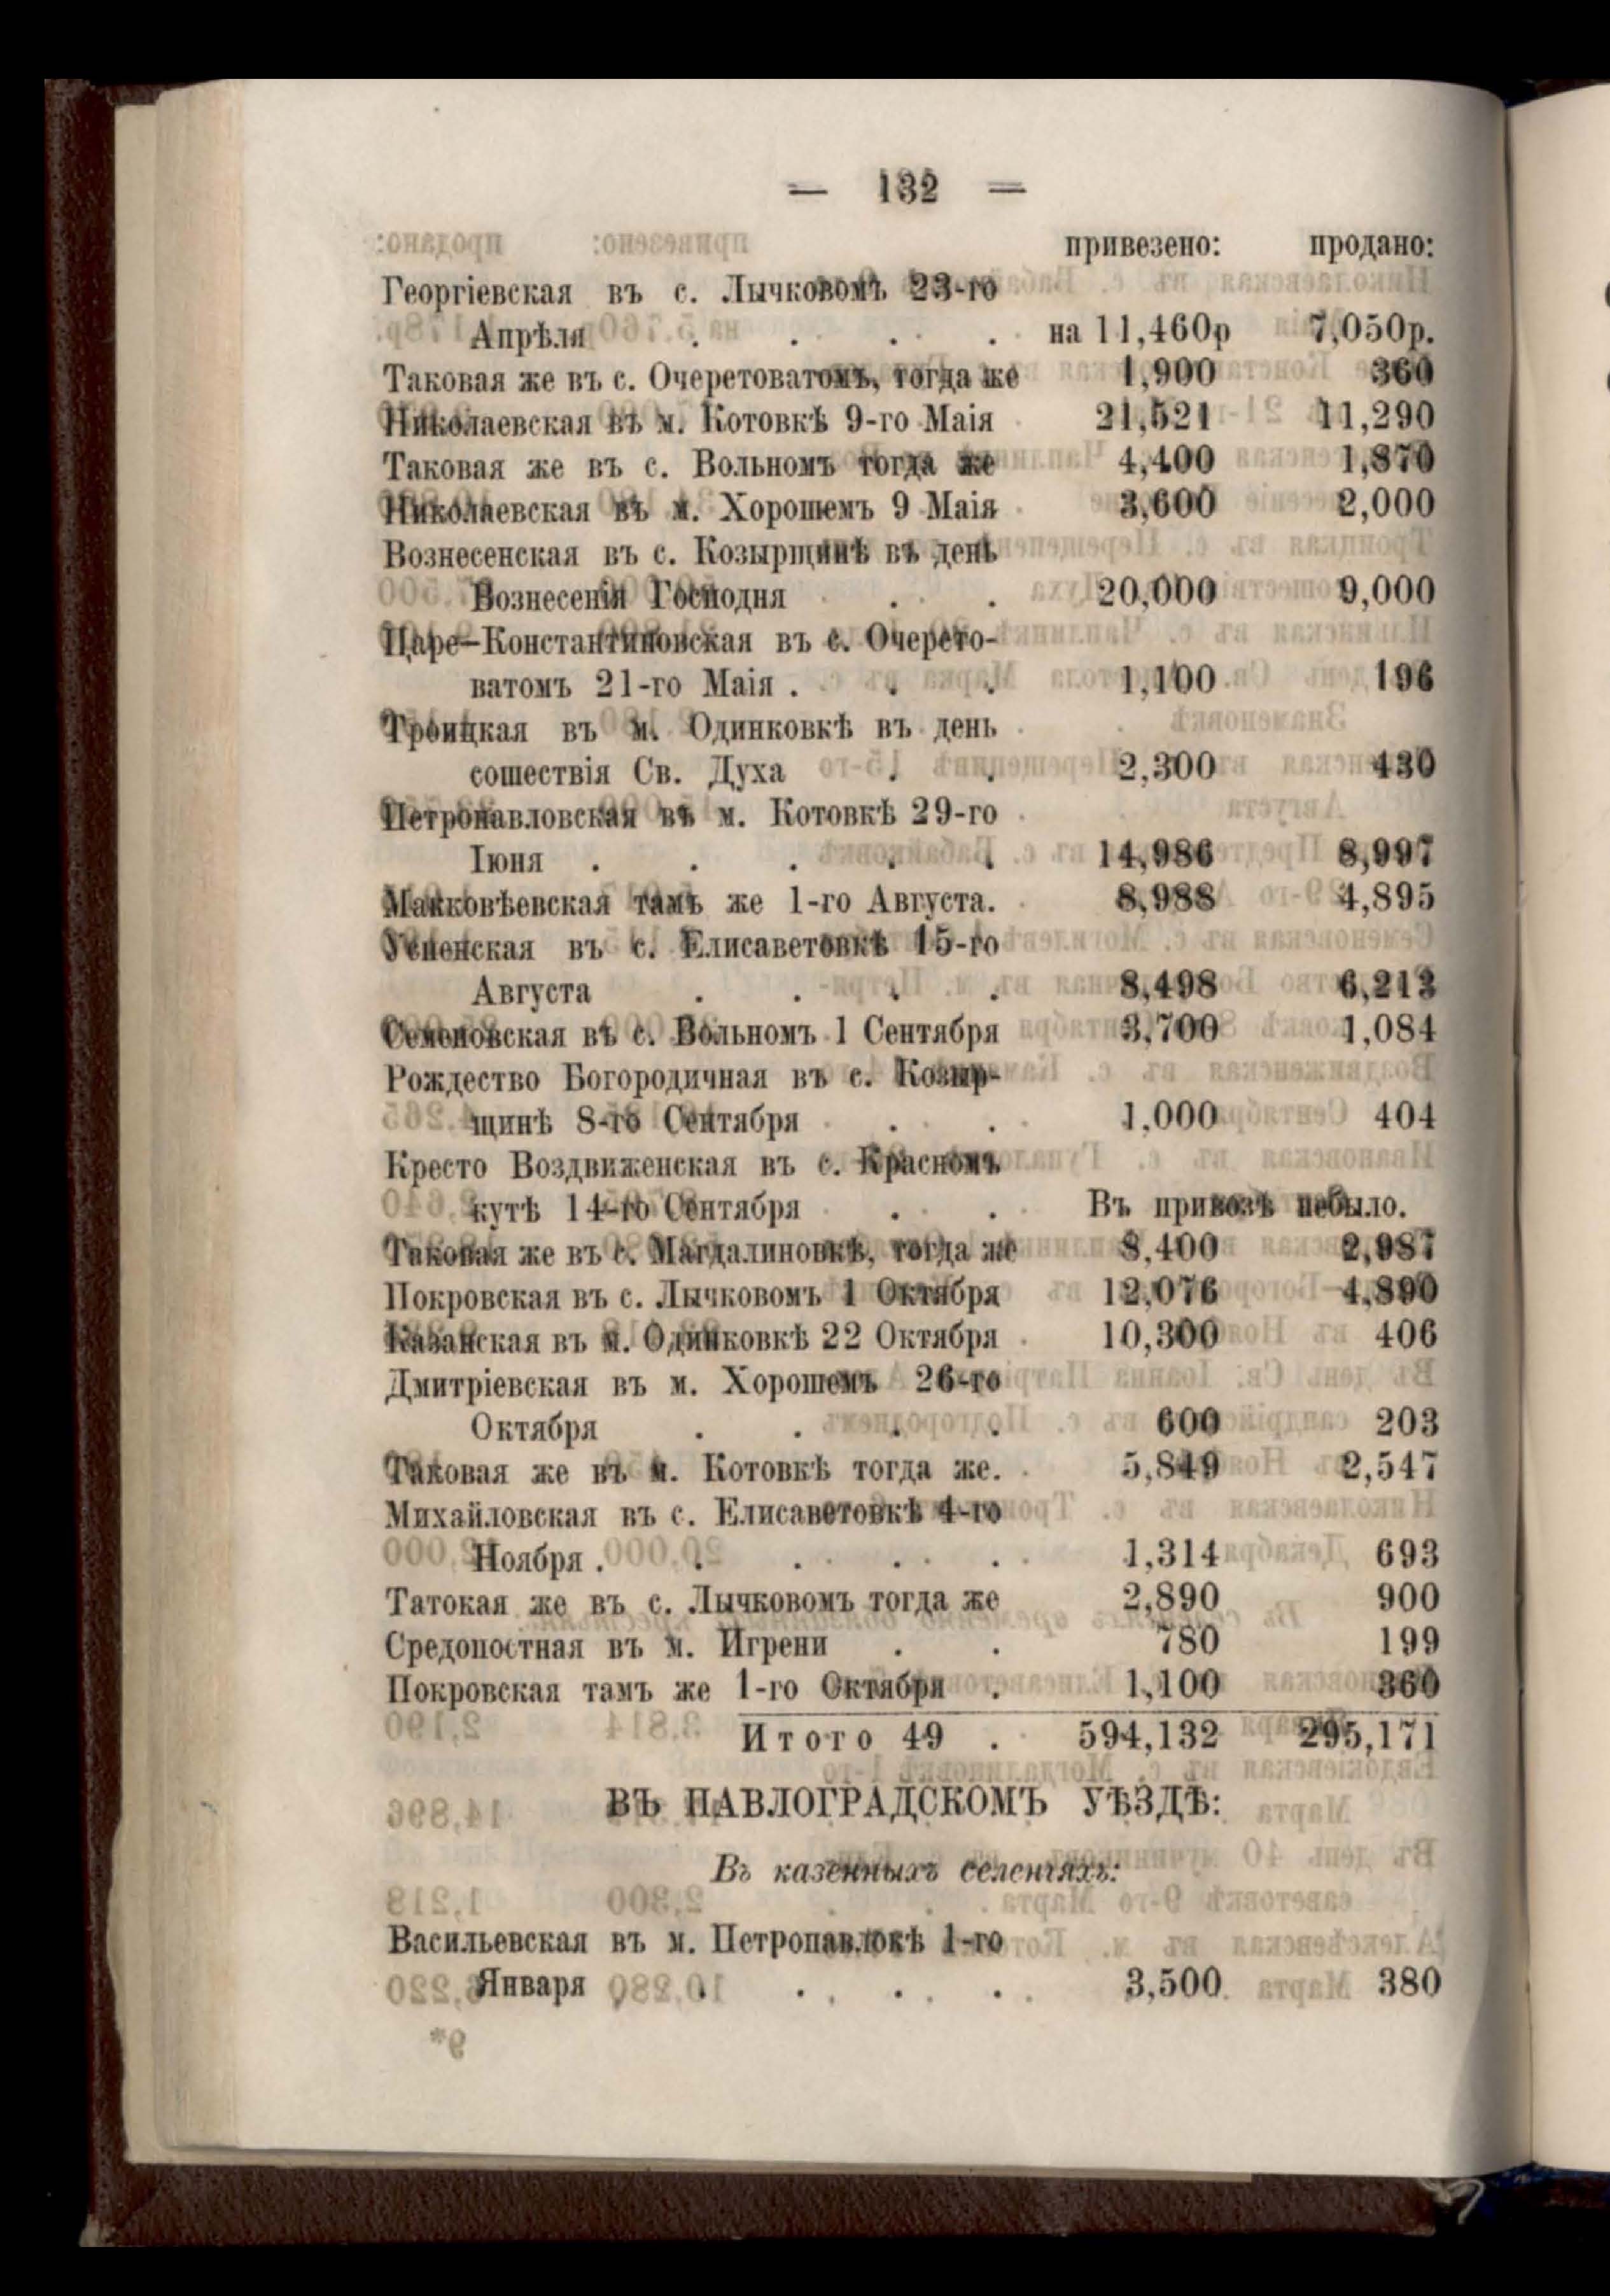 — 132 —
привезено: продано:
Георгіевская въ с. Лычковомъ 23-го
Апрѣля . . . . на 11,460р 7,050р.
Таковая же въ с. Очеретоватомъ, тогда же 1,900 360
Николаевская въ м. Котовкѣ 9-го Маія 21,521 11,290
Таковая же въ с. Вольномъ тогда же 4,400 1,870
Николаевская въ м. Хорошемъ 9 Маія 3,600 2,000
Вознесенская въ с. Козырщинѣ въ день
Вознесенія Господня . . 20,000 9,000
Царе-Константиновская въ с. Очерето-
ватомъ 21-го Маія . . . 1,100 196
Троицкая въ м. Одинковкѣ въ день
сошествія Св. Духа . . 2,300 430
Петропавловская въ м. Котовкѣ 29-го
Іюня . . . . . 14,986 8,997
Макковѣевская тамъ же 1-го Августа. 8,988 4,895
Успенская въ с. Елисаветовкѣ 15-го
Августа . . . . 8,498 6,213
Семеновская въ с. Вольномъ 1 Сентября 3,700 1,084
Рождество Богородичная въ с. Козыр-
щинѣ 8-го Сентября . . 1,000 404
Кресто Воздвиженская въ с. Красномъ
кутѣ 14-го Сентября . . Въ привозѣ небыло.
Таковая же въ с. Магдалиновкѣ, тогда же 8,400 2,987
Покровская въ с. Лычковомъ 1 Октября 12,076 4,890
Казанская въ м. Одинковкѣ 22 Октября 10,300 406
Дмитріевская въ м. Хорошемъ 26-го
Октября . . . . 600 203
Таковая же въ м. Котовкѣ тогда же. 5,849 2,547
Михайловская въ с. Елисаветовкѣ 4-го
Ноября . . . . . 1,314 693
Татокая же въ с. Лычковомъ тогда же 2,890 900
Средопостная въ м. Игрени . . 780 199
Покровская тамъ же 1-го Октября . 1,100 360
Итого 49 . 594,132 295,171
ВЪ ПАВЛОГРАДСКОМЪ УѢЗДѢ:
Въ казенныхъ селеніяхъ:
Васильевская въ м. Петропавлокѣ 1-го
Января . . . . 3,500 380